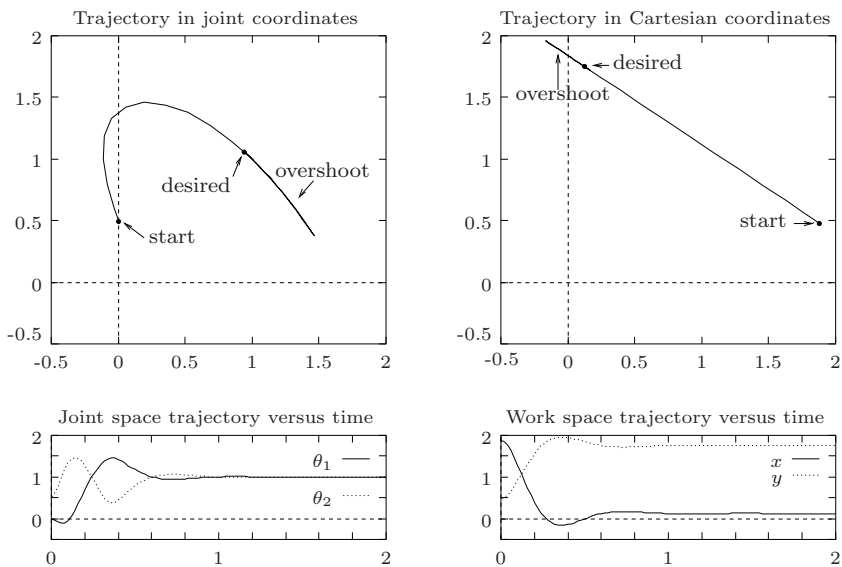 Trajectory in joint coordinates
2
1.5
1
0.5
0
-0.5
-0.5
0
0.5
1
1.5
2
desired
overshoot
start
Trajectory in Cartesian coordinates
2
1.5
1
0.5
0
-0.5
-0.5
0
0.5
1
1.5
2
desired
overshoot
start
Joint space trajectory versus time
2
1
0
0
1
2
θ₁
θ₂
Work space trajectory versus time
2
1
0
0
1
2
x
y